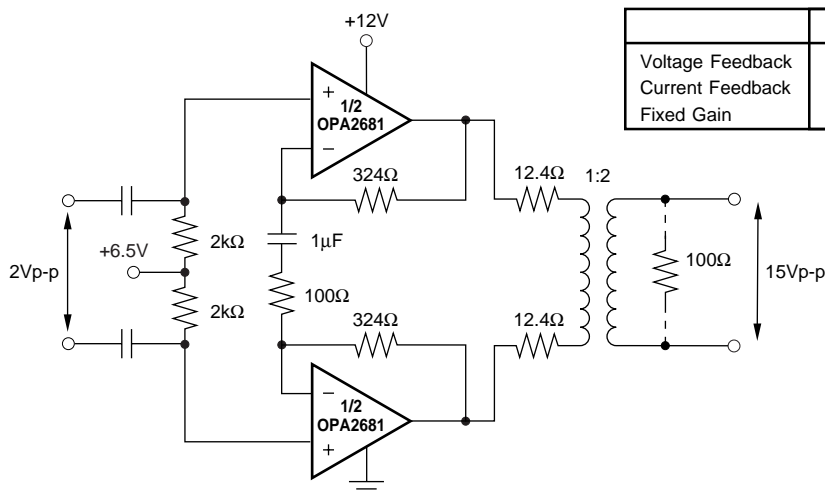 +12V
Voltage Feedback
Current Feedback
Fixed Gain
+
1/2
OPA2681
−
324Ω
12.4Ω
1:2
2kΩ
1µF
+6.5V
2Vp-p
100Ω
15Vp-p
2kΩ
100Ω
324Ω
12.4Ω
−
1/2
OPA2681
+